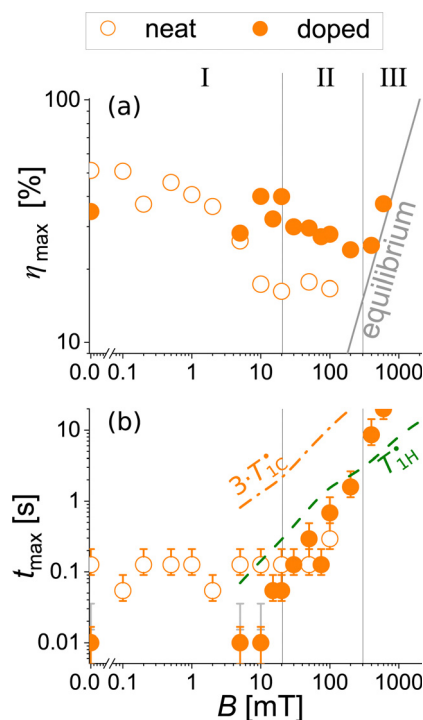 neat doped
I II III
(a)
100
10
η max [%]
equilibrium
0.0 0.1 1 10 100 1000
(b)
10
1
0.1
0.01
t max [s]
3·T•1C
T•1H
0.0 0.1 1 10 100 1000
B [mT]